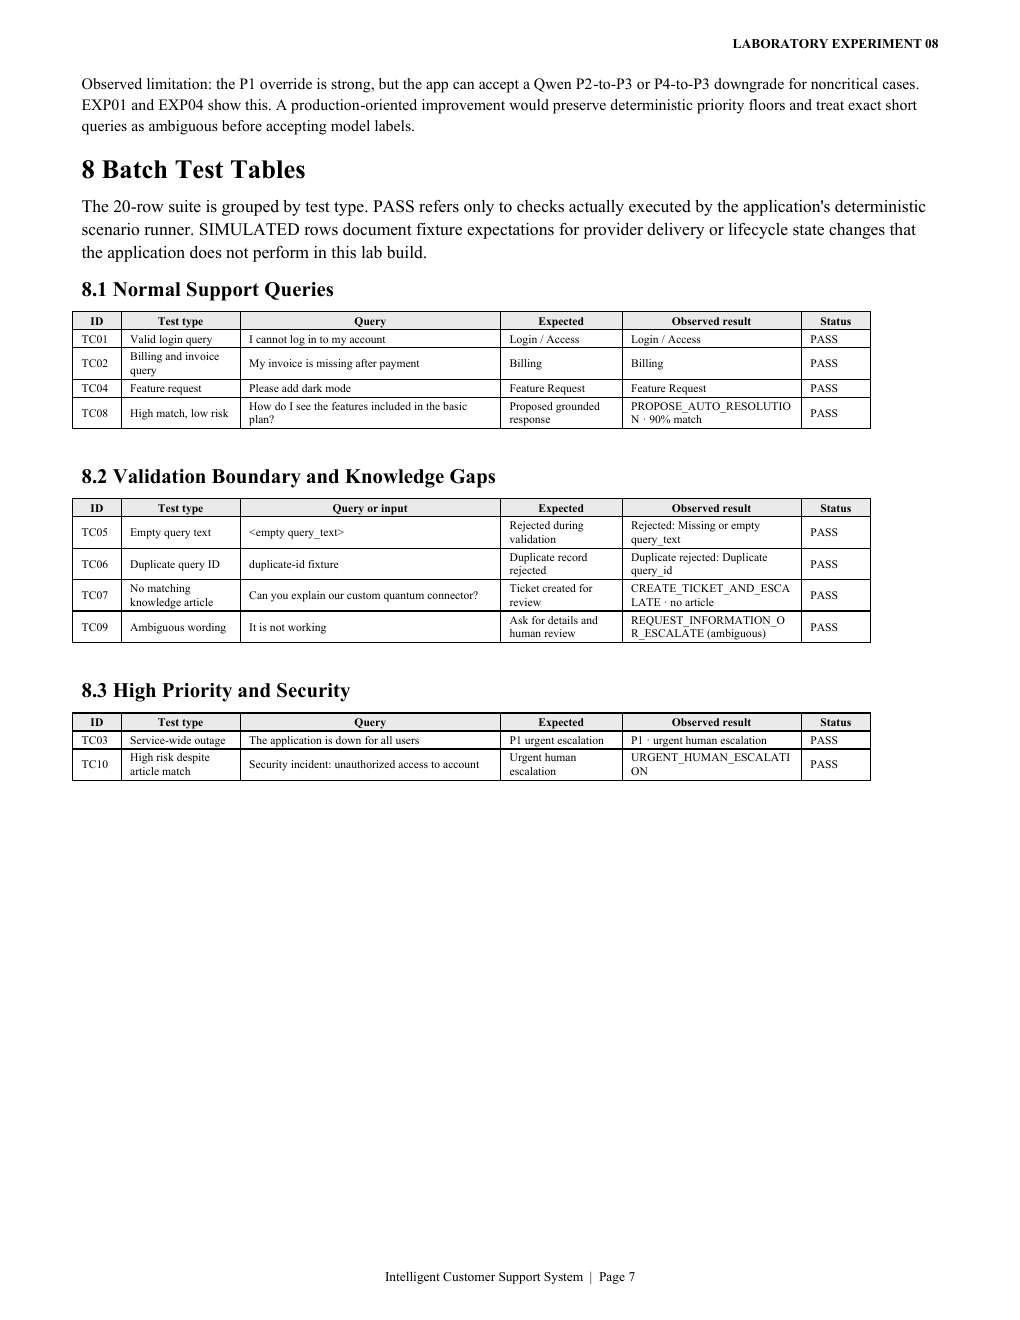 LABORATORY EXPERIMENT 08
Observed limitation: the P1 override is strong, but the app can accept a Qwen P2-to-P3 or P4-to-P3 downgrade for noncritical cases.
EXP01 and EXP04 show this. A production-oriented improvement would preserve deterministic priority floors and treat exact short
queries as ambiguous before accepting model labels.
8 Batch Test Tables
The 20-row suite is grouped by test type. PASS refers only to checks actually executed by the application's deterministic
scenario runner. SIMULATED rows document fixture expectations for provider delivery or lifecycle state changes that
the application does not perform in this lab build.
8.1 Normal Support Queries
ID Test type Query Expected Observed result Status
TC01 Valid login query I cannot log in to my account Login / Access Login / Access PASS
TC02 Billing and invoice
query My invoice is missing after payment Billing Billing PASS
TC04 Feature request Please add dark mode Feature Request Feature Request PASS
TC08 High match, low risk How do I see the features included in the basic
plan? Proposed grounded
response PROPOSE_AUTO_RESOLUTIO
N · 90% match PASS
8.2 Validation Boundary and Knowledge Gaps
ID Test type Query or input Expected Observed result Status
TC05 Empty query text <empty query_text> Rejected during
validation Rejected: Missing or empty
query_text PASS
TC06 Duplicate query ID duplicate-id fixture Duplicate record
rejected Duplicate rejected: Duplicate
query_id PASS
TC07 No matching
knowledge article Can you explain our custom quantum connector? Ticket created for
review CREATE_TICKET_AND_ESCA
LATE · no article PASS
TC09 Ambiguous wording It is not working Ask for details and
human review REQUEST_INFORMATION_O
R_ESCALATE (ambiguous) PASS
8.3 High Priority and Security
ID Test type Query Expected Observed result Status
TC03 Service-wide outage The application is down for all users P1 urgent escalation P1 · urgent human escalation PASS
TC10 High risk despite
article match Security incident: unauthorized access to account Urgent human
escalation URGENT_HUMAN_ESCALATI
ON PASS
Intelligent Customer Support System | Page 7